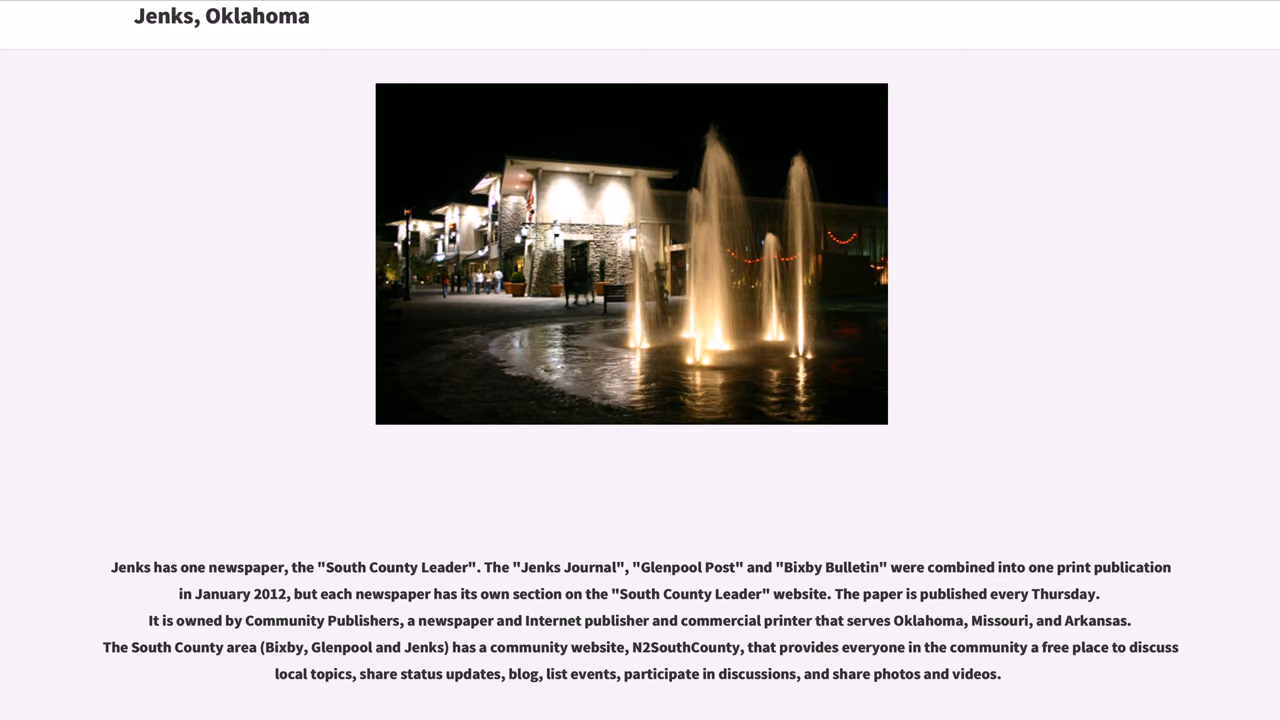 Jenks, Oklahoma
Jenks has one newspaper, the "South County Leader". The "Jenks Journal", "Glenpool Post" and "Bixby Bulletin" were combined into one print publication
in January 2012, but each newspaper has its own section on the "South County Leader" website. The paper is published every Thursday.
It is owned by Community Publishers, a newspaper and Internet publisher and commercial printer that serves Oklahoma, Missouri, and Arkansas.
The South County area (Bixby, Glenpool and Jenks) has a community website, N2SouthCounty, that provides everyone in the community a free place to discuss
local topics, share status updates, blog, list events, participate in discussions, and share photos and videos.